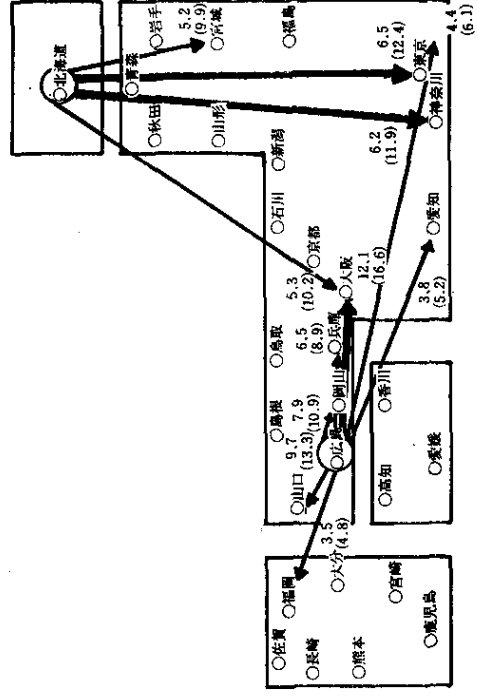 ○北海道
○青森
○岩手
5.2
(9.9)
○宮城
○福島
○秋田
○山形
○新潟
6.5
(12.4)
○東京
4.4
(6.1)
6.2
(11.9)
○神奈川
○石川
○京都
5.3
(10.2)
○大阪
12.1
(16.6)
○愛知
3.8
(5.2)
○鳥取
6.5
(8.9)
○兵庫
○島根
7.9
(10.9)
○岡山
9.7
(13.3)
○広島
○山口
○香川
○高知
○愛媛
3.5
(4.8)
○福岡
○佐賀
○大分
○長崎
○熊本
○宮崎
○鹿児島